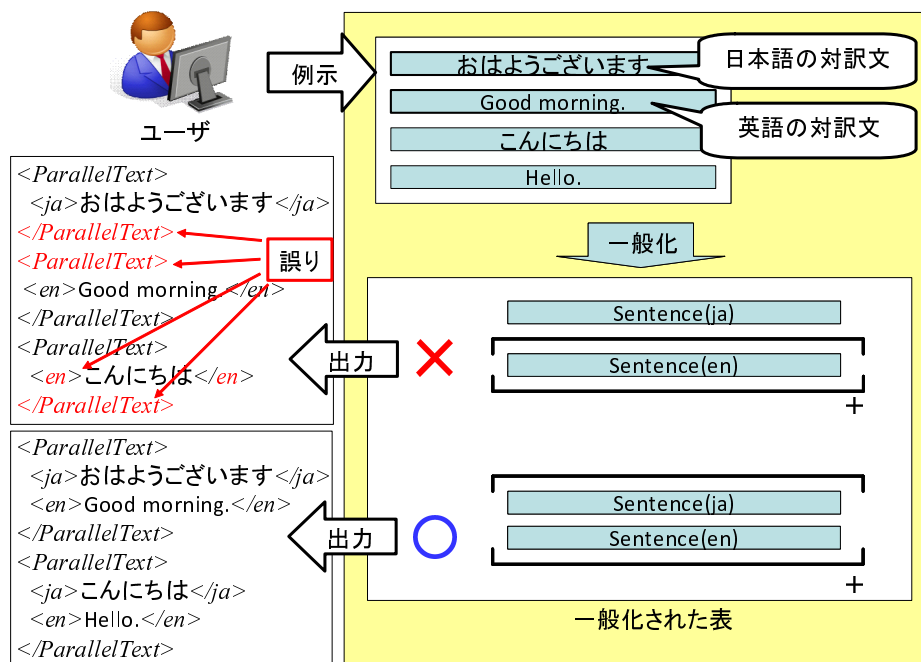 ユーザ
例示
おはようございます
Good morning.
こんにちは
Hello.
日本語の対訳文
英語の対訳文
一般化
<ParallelText>
<ja>おはようございます</ja>
</ParallelText>
<ParallelText>
<en>Good morning.</en>
</ParallelText>
<ParallelText>
<en>こんにちは</en>
</ParallelText>
誤り
出力
Sentence(ja)
Sentence(en)
+
<ParallelText>
<ja>おはようございます</ja>
<en>Good morning.</en>
</ParallelText>
<ParallelText>
<ja>こんにちは</ja>
<en>Hello.</en>
</ParallelText>
出力
Sentence(ja)
Sentence(en)
+
一般化された表